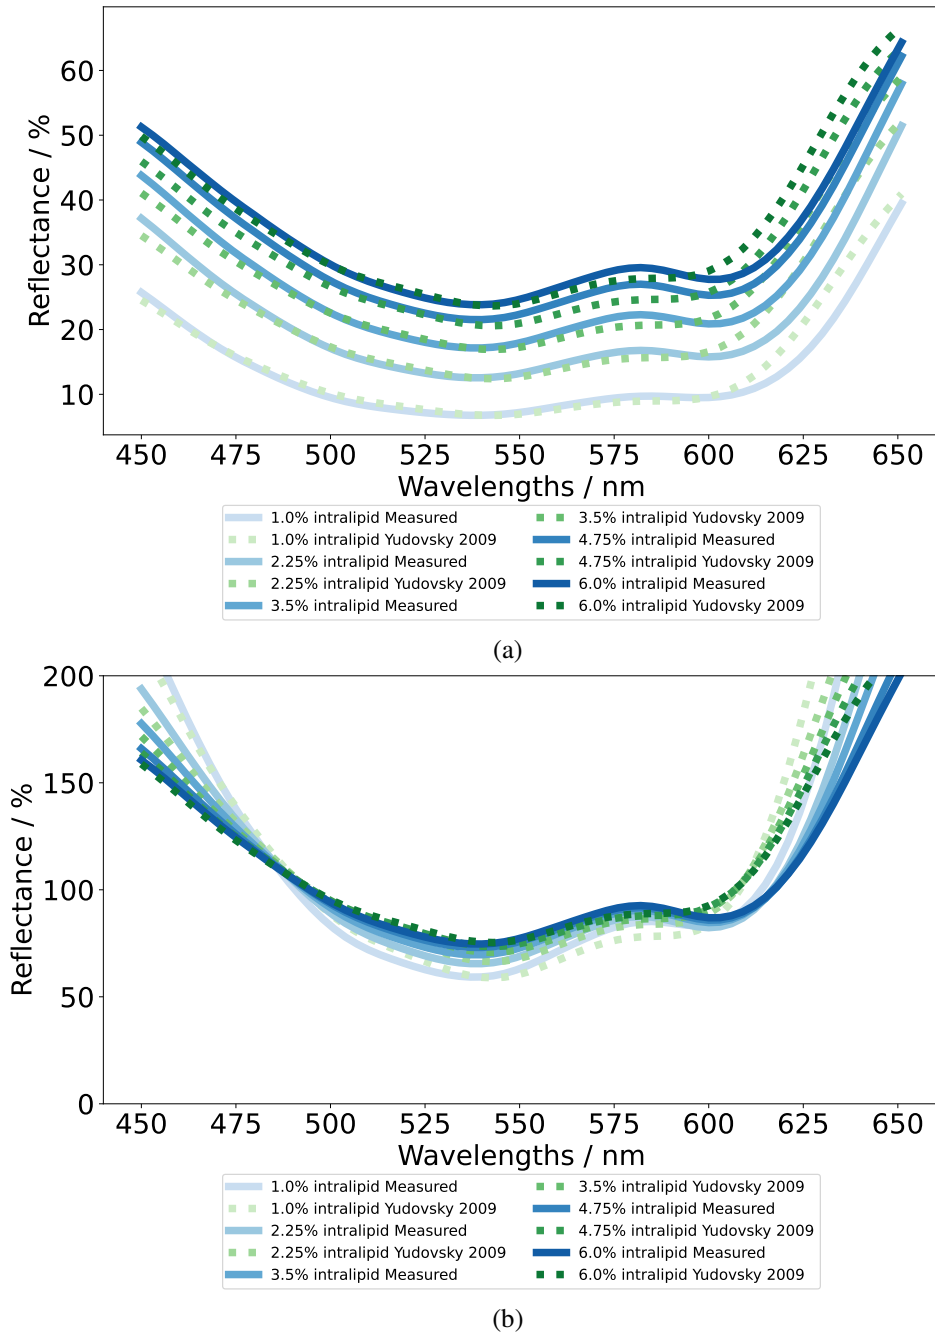 60
50
40
30
20
10
Reflectance / %
450 475 500 525 550 575 600 625 650
Wavelengths / nm
1.0% intralipid Measured
1.0% intralipid Yudovsky 2009
2.25% intralipid Measured
2.25% intralipid Yudovsky 2009
3.5% intralipid Measured
3.5% intralipid Yudovsky 2009
4.75% intralipid Measured
4.75% intralipid Yudovsky 2009
6.0% intralipid Measured
6.0% intralipid Yudovsky 2009
(a)
200
150
100
50
0
Reflectance / %
450 475 500 525 550 575 600 625 650
Wavelengths / nm
1.0% intralipid Measured
1.0% intralipid Yudovsky 2009
2.25% intralipid Measured
2.25% intralipid Yudovsky 2009
3.5% intralipid Measured
3.5% intralipid Yudovsky 2009
4.75% intralipid Measured
4.75% intralipid Yudovsky 2009
6.0% intralipid Measured
6.0% intralipid Yudovsky 2009
(b)